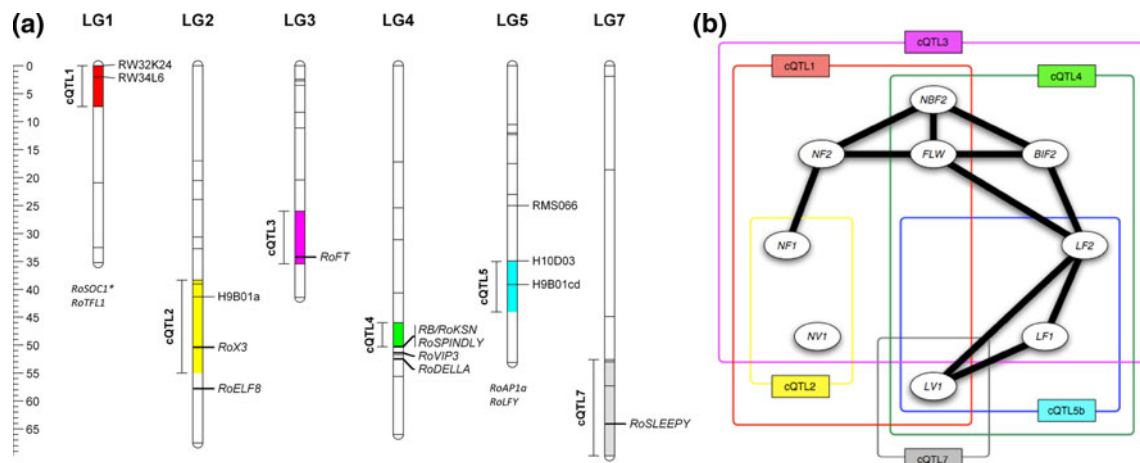 (a) LG1 LG2 LG3 LG4 LG5 LG7 (b)
0
5
10
15
20
25
30
35
40
45
50
55
60
65
cQTL1
RW32K24
RW34L6
RoSOC1*
RoTFL1
cQTL2
H9B01a
RoX3
RoELF8
cQTL3
RoFT
cQTL4
RB/RoKSN
RoSPINDLY
RoVIP3
RoDELLA
RMS066
cQTL5
H10D03
H9B01cd
RoAP1a
RoLFY
cQTL7
RoSLEEPY
cQTL3
cQTL1
cQTL4
NBF2
NF2
FLW
BIF2
NF1
LF2
NV1
LF1
LV1
cQTL2
cQTL5b
cQTL7